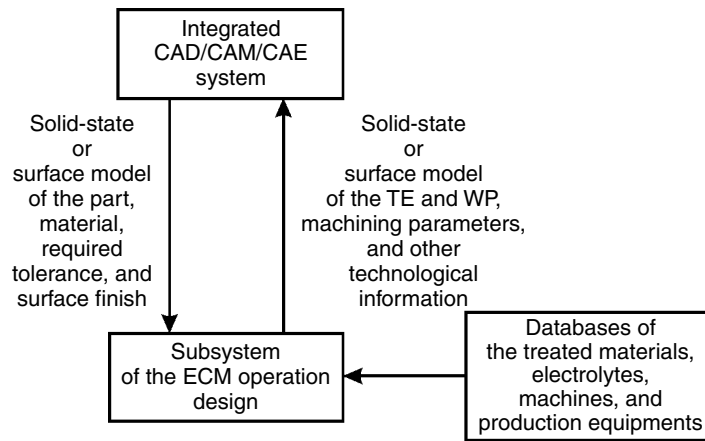 Integrated
CAD/CAM/CAE
system
Solid-state
or
surface model
of the part,
material,
required
tolerance, and
surface finish
Solid-state
or
surface model
of the TE and WP,
machining parameters,
and other
technological
information
Subsystem
of the ECM operation
design
Databases of
the treated materials,
electrolytes,
machines, and
production equipments